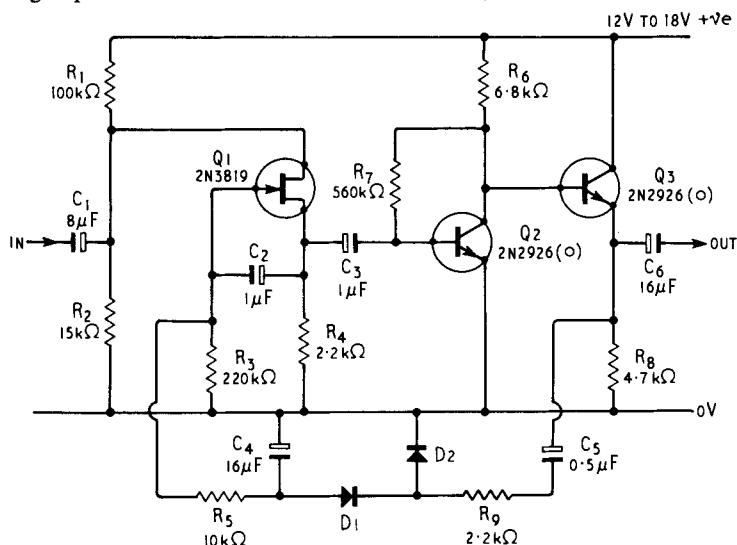 12V TO 18V +ve
R1
100kΩ
R6
6·8kΩ
Q1
2N3819
R7
560kΩ
Q3
2N2926(O)
C1
8µF
IN
C2
1µF
C3
1µF
Q2
2N2926(O)
C6
16µF
OUT
R2
15kΩ
R3
220kΩ
R4
2·2kΩ
R8
4·7kΩ
0V
C4
16µF
D2
C5
0·5µF
R5
10kΩ
D1
R9
2·2kΩ